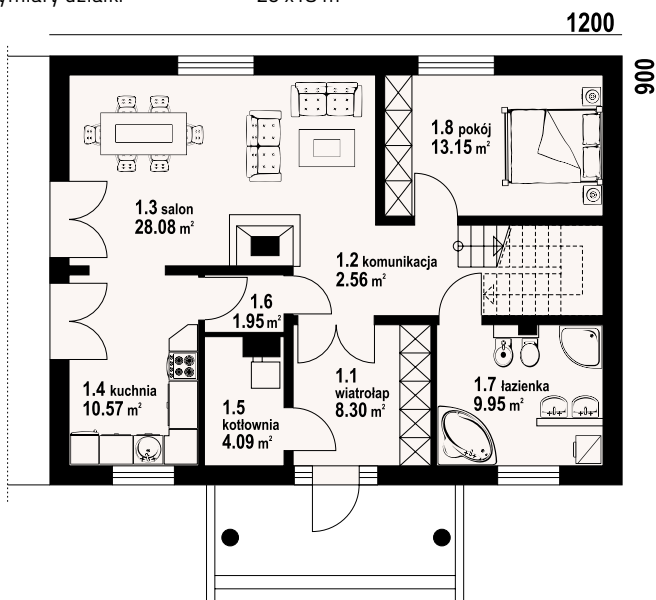 działki
1200
900
1.8 pokój
13.15 m²
1.3 salon
28.08 m²
1.2 komunikacja
2.56 m²
1.6
1.95 m²
1.4 kuchnia
10.57 m²
1.5
kotłownia
4.09 m²
1.1
wiatrołap
8.30 m²
1.7 łazienka
9.95 m²